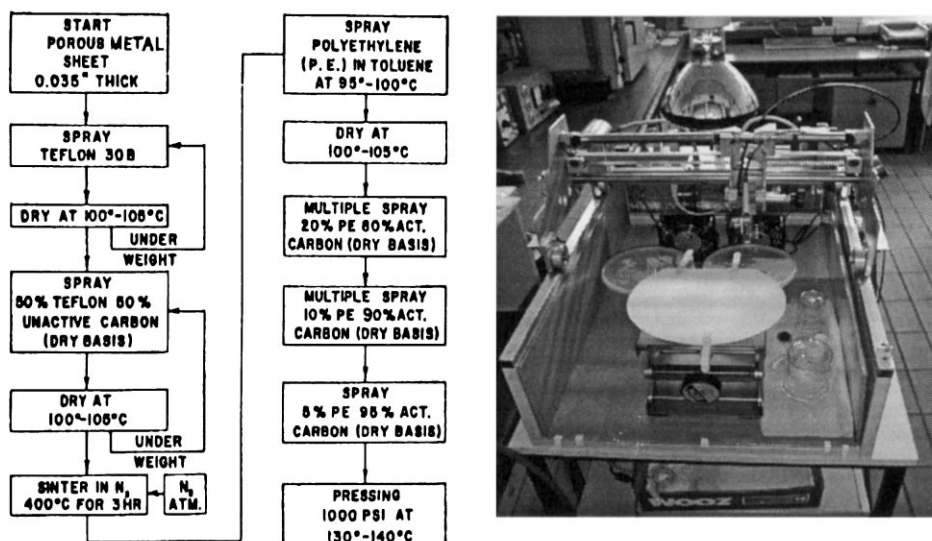 START
POROUS METAL
SHEET
0.035" THICK
SPRAY
TEFLON 30B
DRY AT 100°-105°C
UNDER
WEIGHT
SPRAY
50% TEFLON 50%
UNACTIVE CARBON
(DRY BASIS)
DRY AT
100°-105°C
UNDER
WEIGHT
SINTER IN N₂
400°C FOR 3 HR
N₂
ATM.
SPRAY
POLYETHYLENE
(P.E.) IN TOLUENE
AT 95°-100°C
DRY AT
100°-105°C
MULTIPLE SPRAY
20% PE 80% ACT.
CARBON (DRY BASIS)
MULTIPLE SPRAY
10% PE 90% ACT.
CARBON (DRY BASIS)
SPRAY
5% PE 95% ACT.
CARBON (DRY BASIS)
PRESSING
1000 PSI AT
130°-140°C
WOOZ